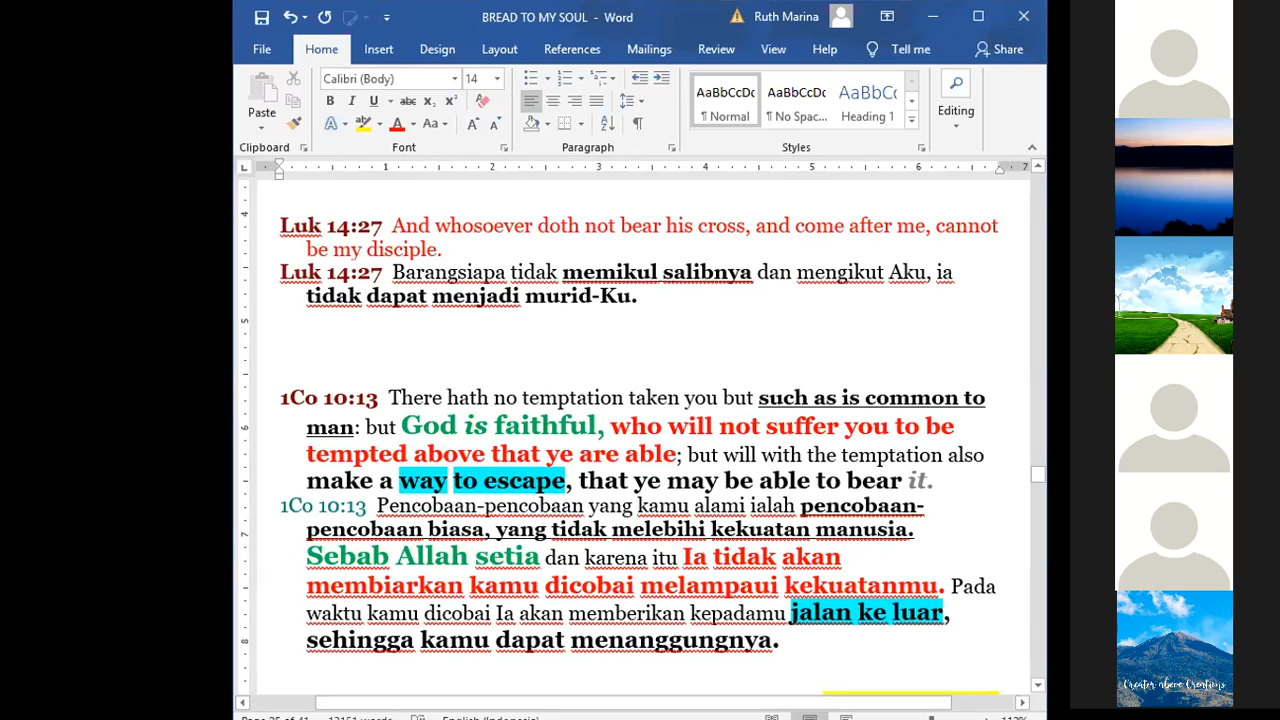 BREAD TO MY SOUL - Word
Ruth Marina
File Home Insert Design Layout References Mailings Review View Help Tell me Share
Calibri (Body) 14
AaBbCcDc AaBbCcDc AaBbCc
Paste ¶ Normal ¶ No Spac... Heading 1 Editing
Clipboard Font Paragraph Styles
1 2 3 4 5 6 7
Luk 14:27 And whosoever doth not bear his cross, and come after me, cannot
be my disciple.
Luk 14:27 Barangsiapa tidak memikul salibnya dan mengikut Aku, ia
tidak dapat menjadi murid-Ku.
1Co 10:13 There hath no temptation taken you but such as is common to
man: but God is faithful, who will not suffer you to be
tempted above that ye are able; but will with the temptation also
make a way to escape, that ye may be able to bear it.
1Co 10:13 Pencobaan-pencobaan yang kamu alami ialah pencobaan-
pencobaan biasa, yang tidak melebihi kekuatan manusia.
Sebab Allah setia dan karena itu Ia tidak akan
membiarkan kamu dicobai melampaui kekuatanmu. Pada
waktu kamu dicobai Ia akan memberikan kepadamu jalan ke luar,
sehingga kamu dapat menanggungnya.
Creator above Creations